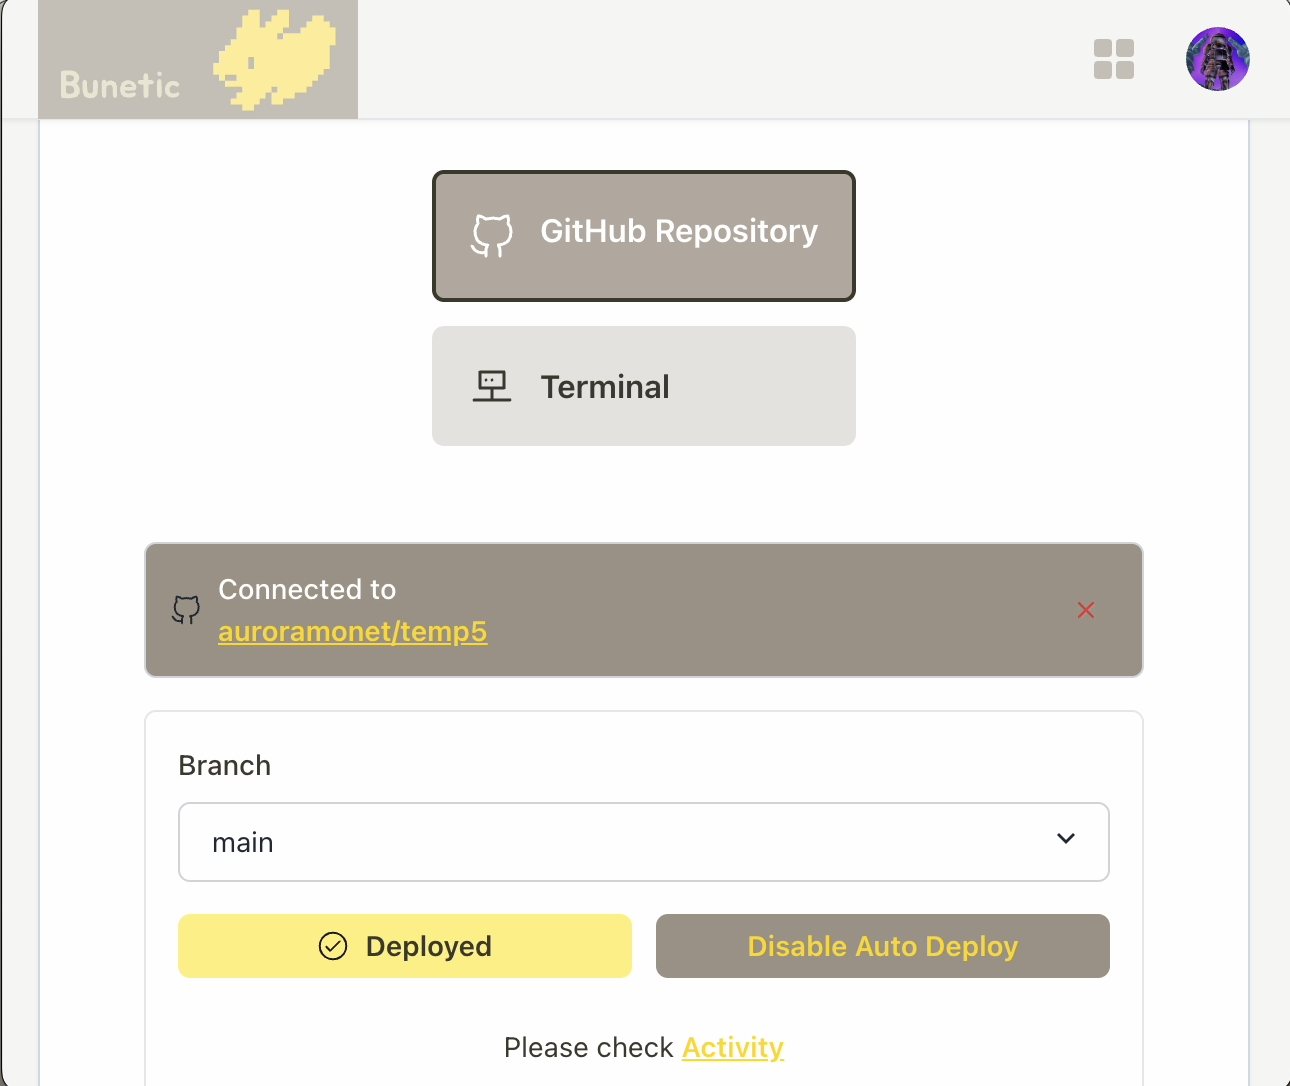 Bunetic
GitHub Repository
Terminal
Connected to
auroramonet/temp5
Branch
main
Deployed
Disable Auto Deploy
Please check Activity